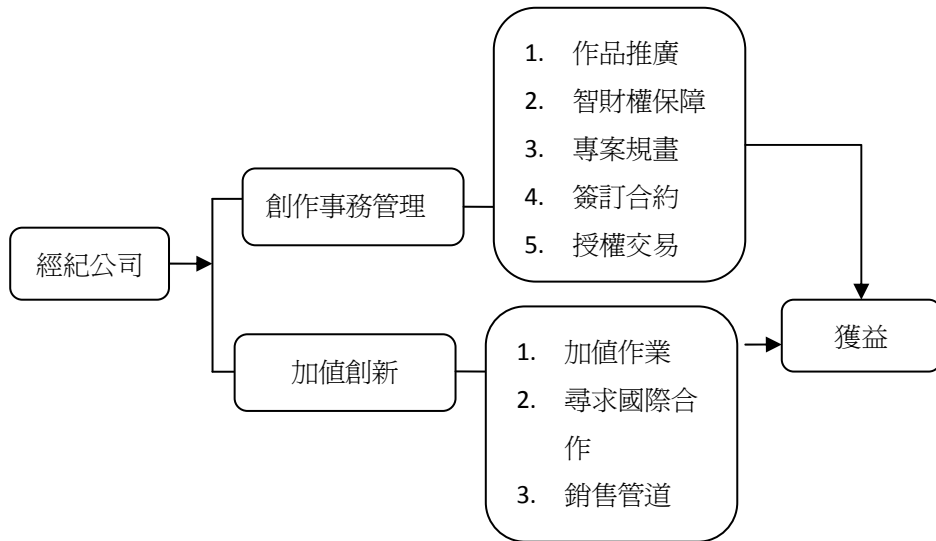 經紀公司
創作事務管理
1. 作品推廣
2. 智財權保障
3. 專案規畫
4. 簽訂合約
5. 授權交易
加值創新
1. 加值作業
2. 尋求國際合
作
3. 銷售管道
獲益